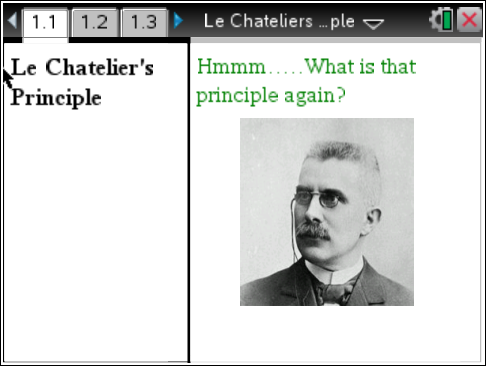 1.1 1.2 1.3 Le Chateliers ...ple
Le Chatelier's
Principle
Hmmm.....What is that
principle again?